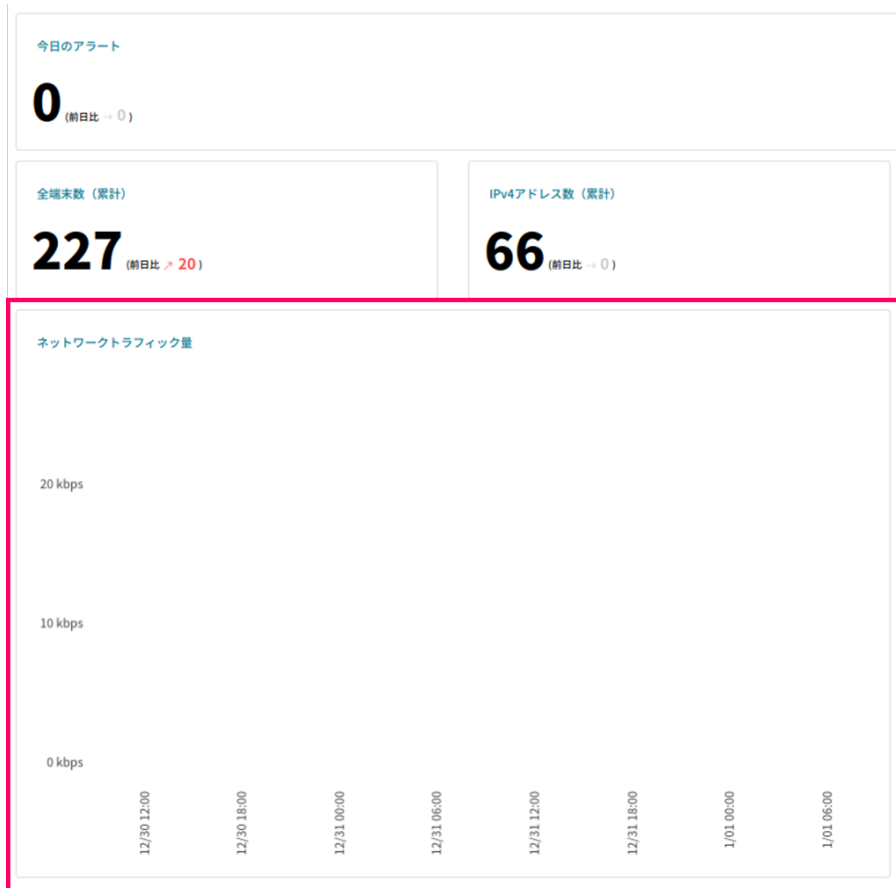 今日のアラート
0 (前日比 → 0 )
全端末数（累計）
227 (前日比 ↗ 20 )
IPv4アドレス数（累計）
66 (前日比 → 0 )
ネットワークトラフィック量
20 kbps
10 kbps
0 kbps
12/30 12:00
12/30 18:00
12/31 00:00
12/31 06:00
12/31 12:00
12/31 18:00
1/01 00:00
1/01 06:00